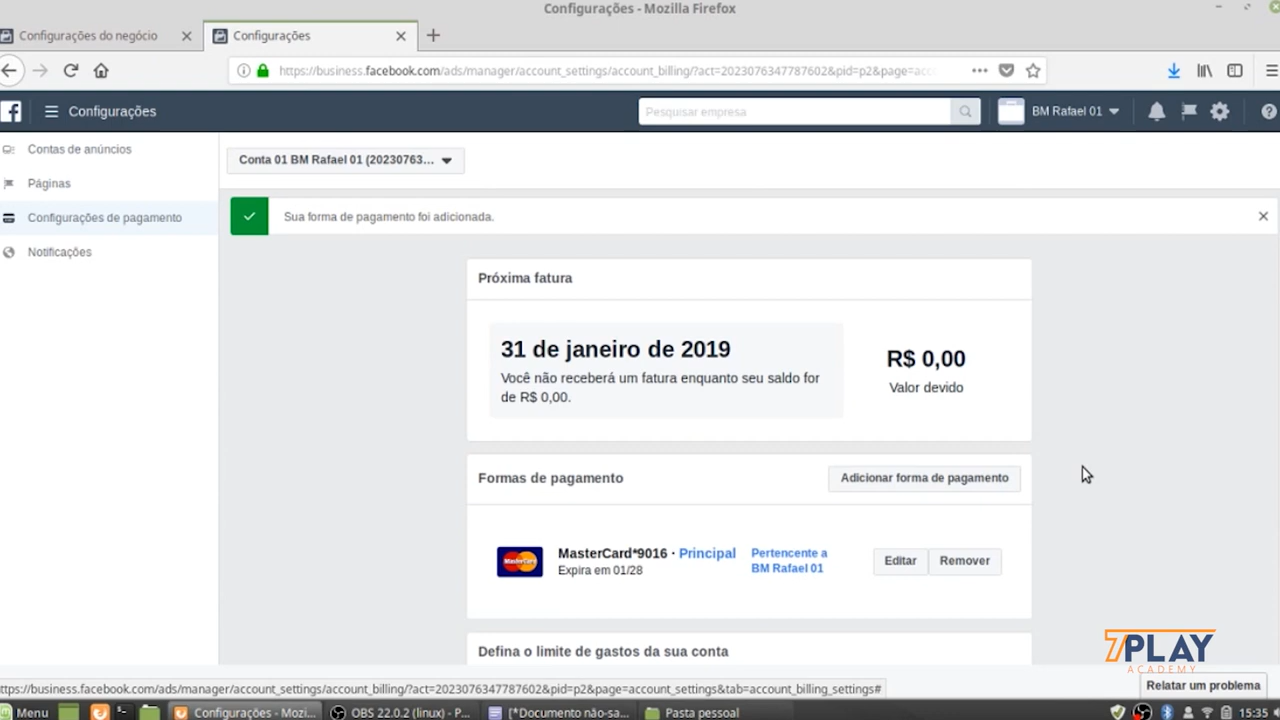 Configurações - Mozilla Firefox
Configurações do negócio
Configurações
https://business.facebook.com/ads/manager/account_settings/account_billing/?act=2023076347787602&pid=p2&page=acc
Configurações
Pesquisar empresa
BM Rafael 01
Contas de anúncios
Páginas
Configurações de pagamento
Notificações
Conta 01 BM Rafael 01 (20230763...
Sua forma de pagamento foi adicionada.
Próxima fatura
31 de janeiro de 2019
Você não receberá um fatura enquanto seu saldo for
de R$ 0,00.
R$ 0,00
Valor devido
Formas de pagamento
Adicionar forma de pagamento
MasterCard
MasterCard*9016 · Principal
Expira em 01/28
Pertencente a
BM Rafael 01
Editar
Remover
Defina o limite de gastos da sua conta
7PLAY
ACADEMY
Relatar um problema
ttps://business.facebook.com/ads/manager/account_settings/account_billing/?act=2023076347787602&pid=p2&page=account_settings&tab=account_billing_settings#
Menu
Configurações - Mozi...
OBS 22.0.2 (linux) - P...
[*Documento não-sa...
Pasta pessoal
15:35